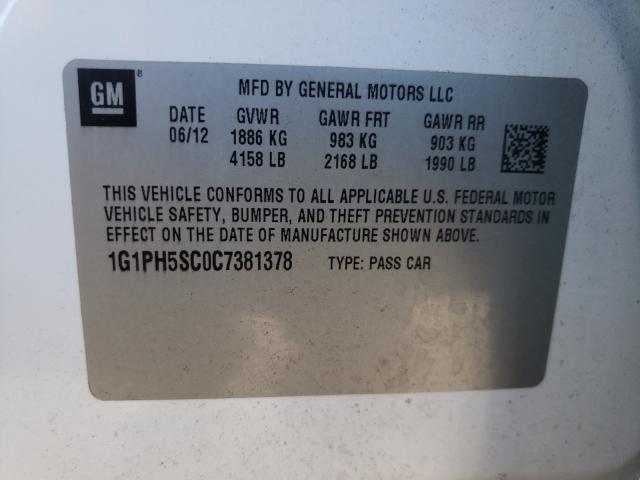 GM ®
MFD BY GENERAL MOTORS LLC
DATE GVWR GAWR FRT GAWR RR
06/12 1886 KG 983 KG 903 KG
4158 LB 2168 LB 1990 LB
THIS VEHICLE CONFORMS TO ALL APPLICABLE U.S. FEDERAL MOTOR
VEHICLE SAFETY, BUMPER, AND THEFT PREVENTION STANDARDS IN
EFFECT ON THE DATE OF MANUFACTURE SHOWN ABOVE.
1G1PH5SC0C7381378 TYPE: PASS CAR